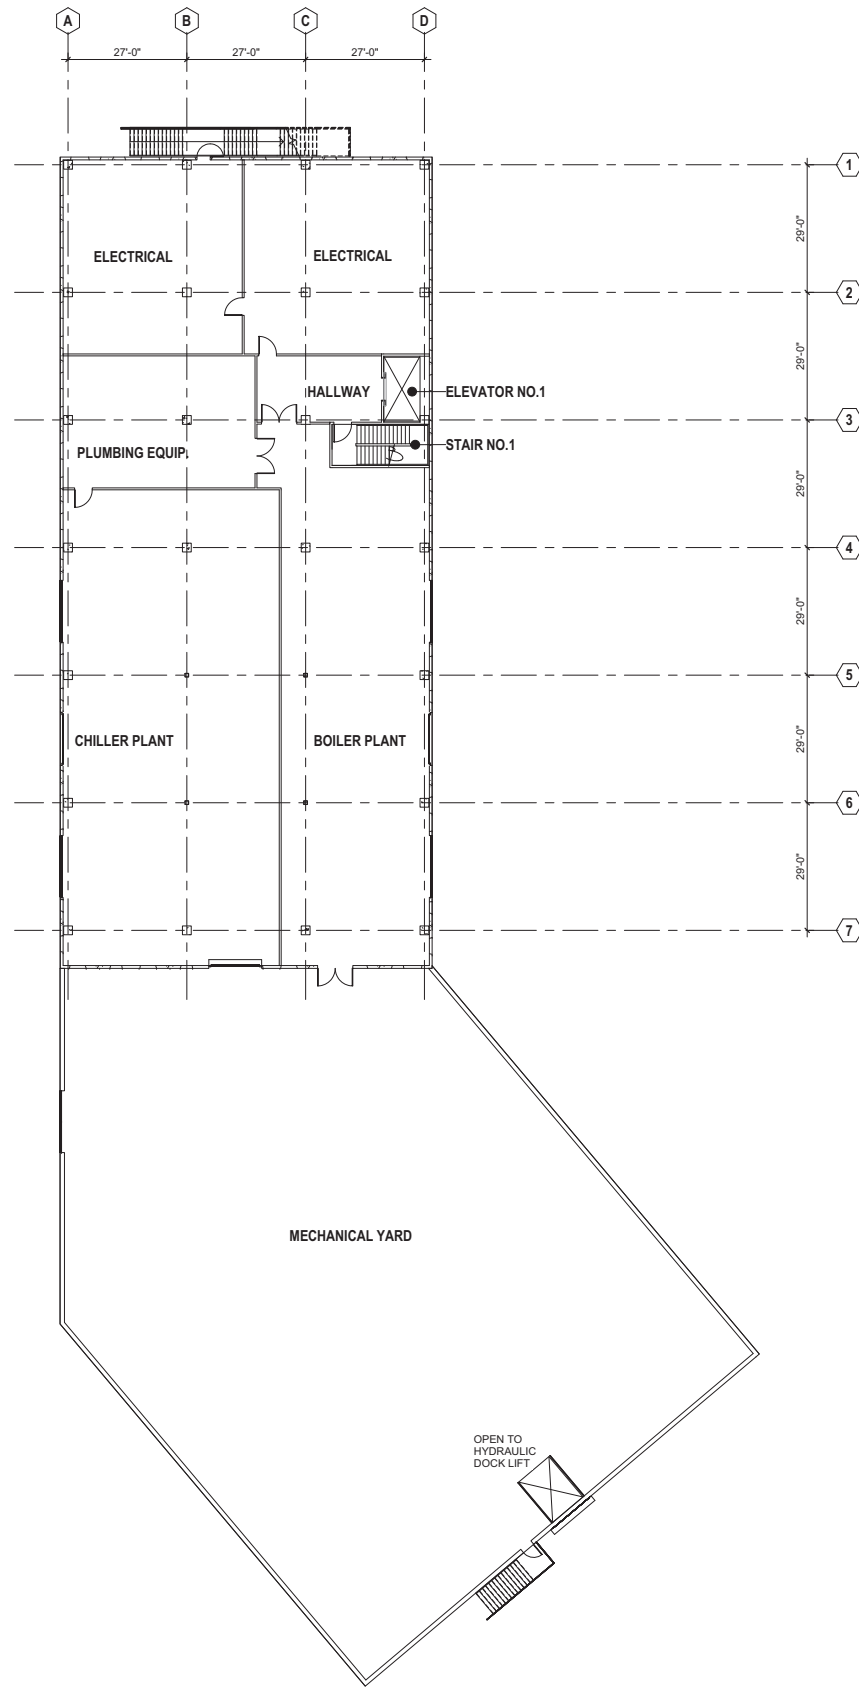 A B C D
27'-0" 27'-0" 27'-0"
1
29'-0"
ELECTRICAL ELECTRICAL
2
29'-0"
HALLWAY ELEVATOR NO.1
3
STAIR NO.1
PLUMBING EQUIP.
29'-0"
4
29'-0"
5
29'-0"
CHILLER PLANT BOILER PLANT
6
29'-0"
7
MECHANICAL YARD
OPEN TO
HYDRAULIC
DOCK LIFT